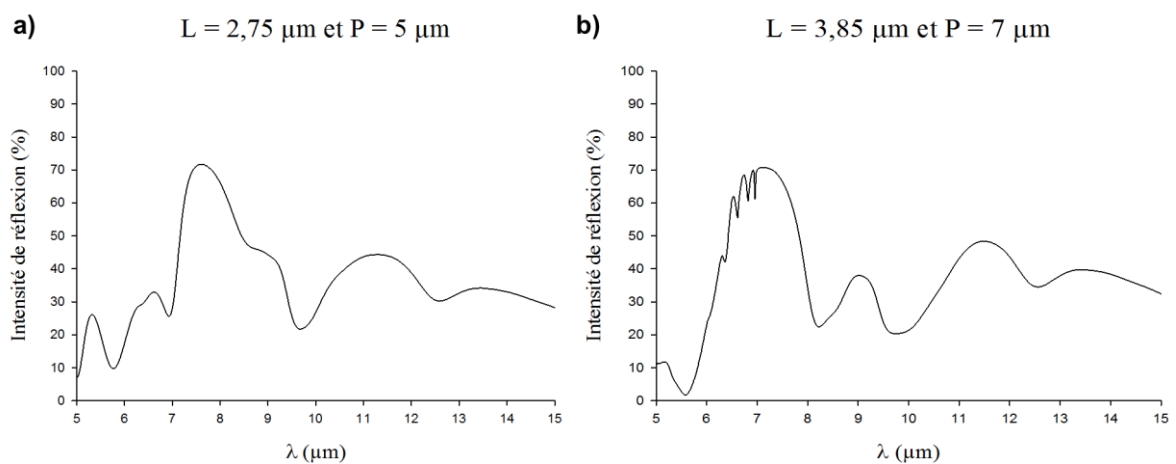 a) L = 2,75 µm et P = 5 µm
Intensité de réflexion (%)
100
90
80
70
60
50
40
30
20
10
0
5 6 7 8 9 10 11 12 13 14 15
λ (µm)
b) L = 3,85 µm et P = 7 µm
Intensité de réflexion (%)
100
90
80
70
60
50
40
30
20
10
0
5 6 7 8 9 10 11 12 13 14 15
λ (µm)